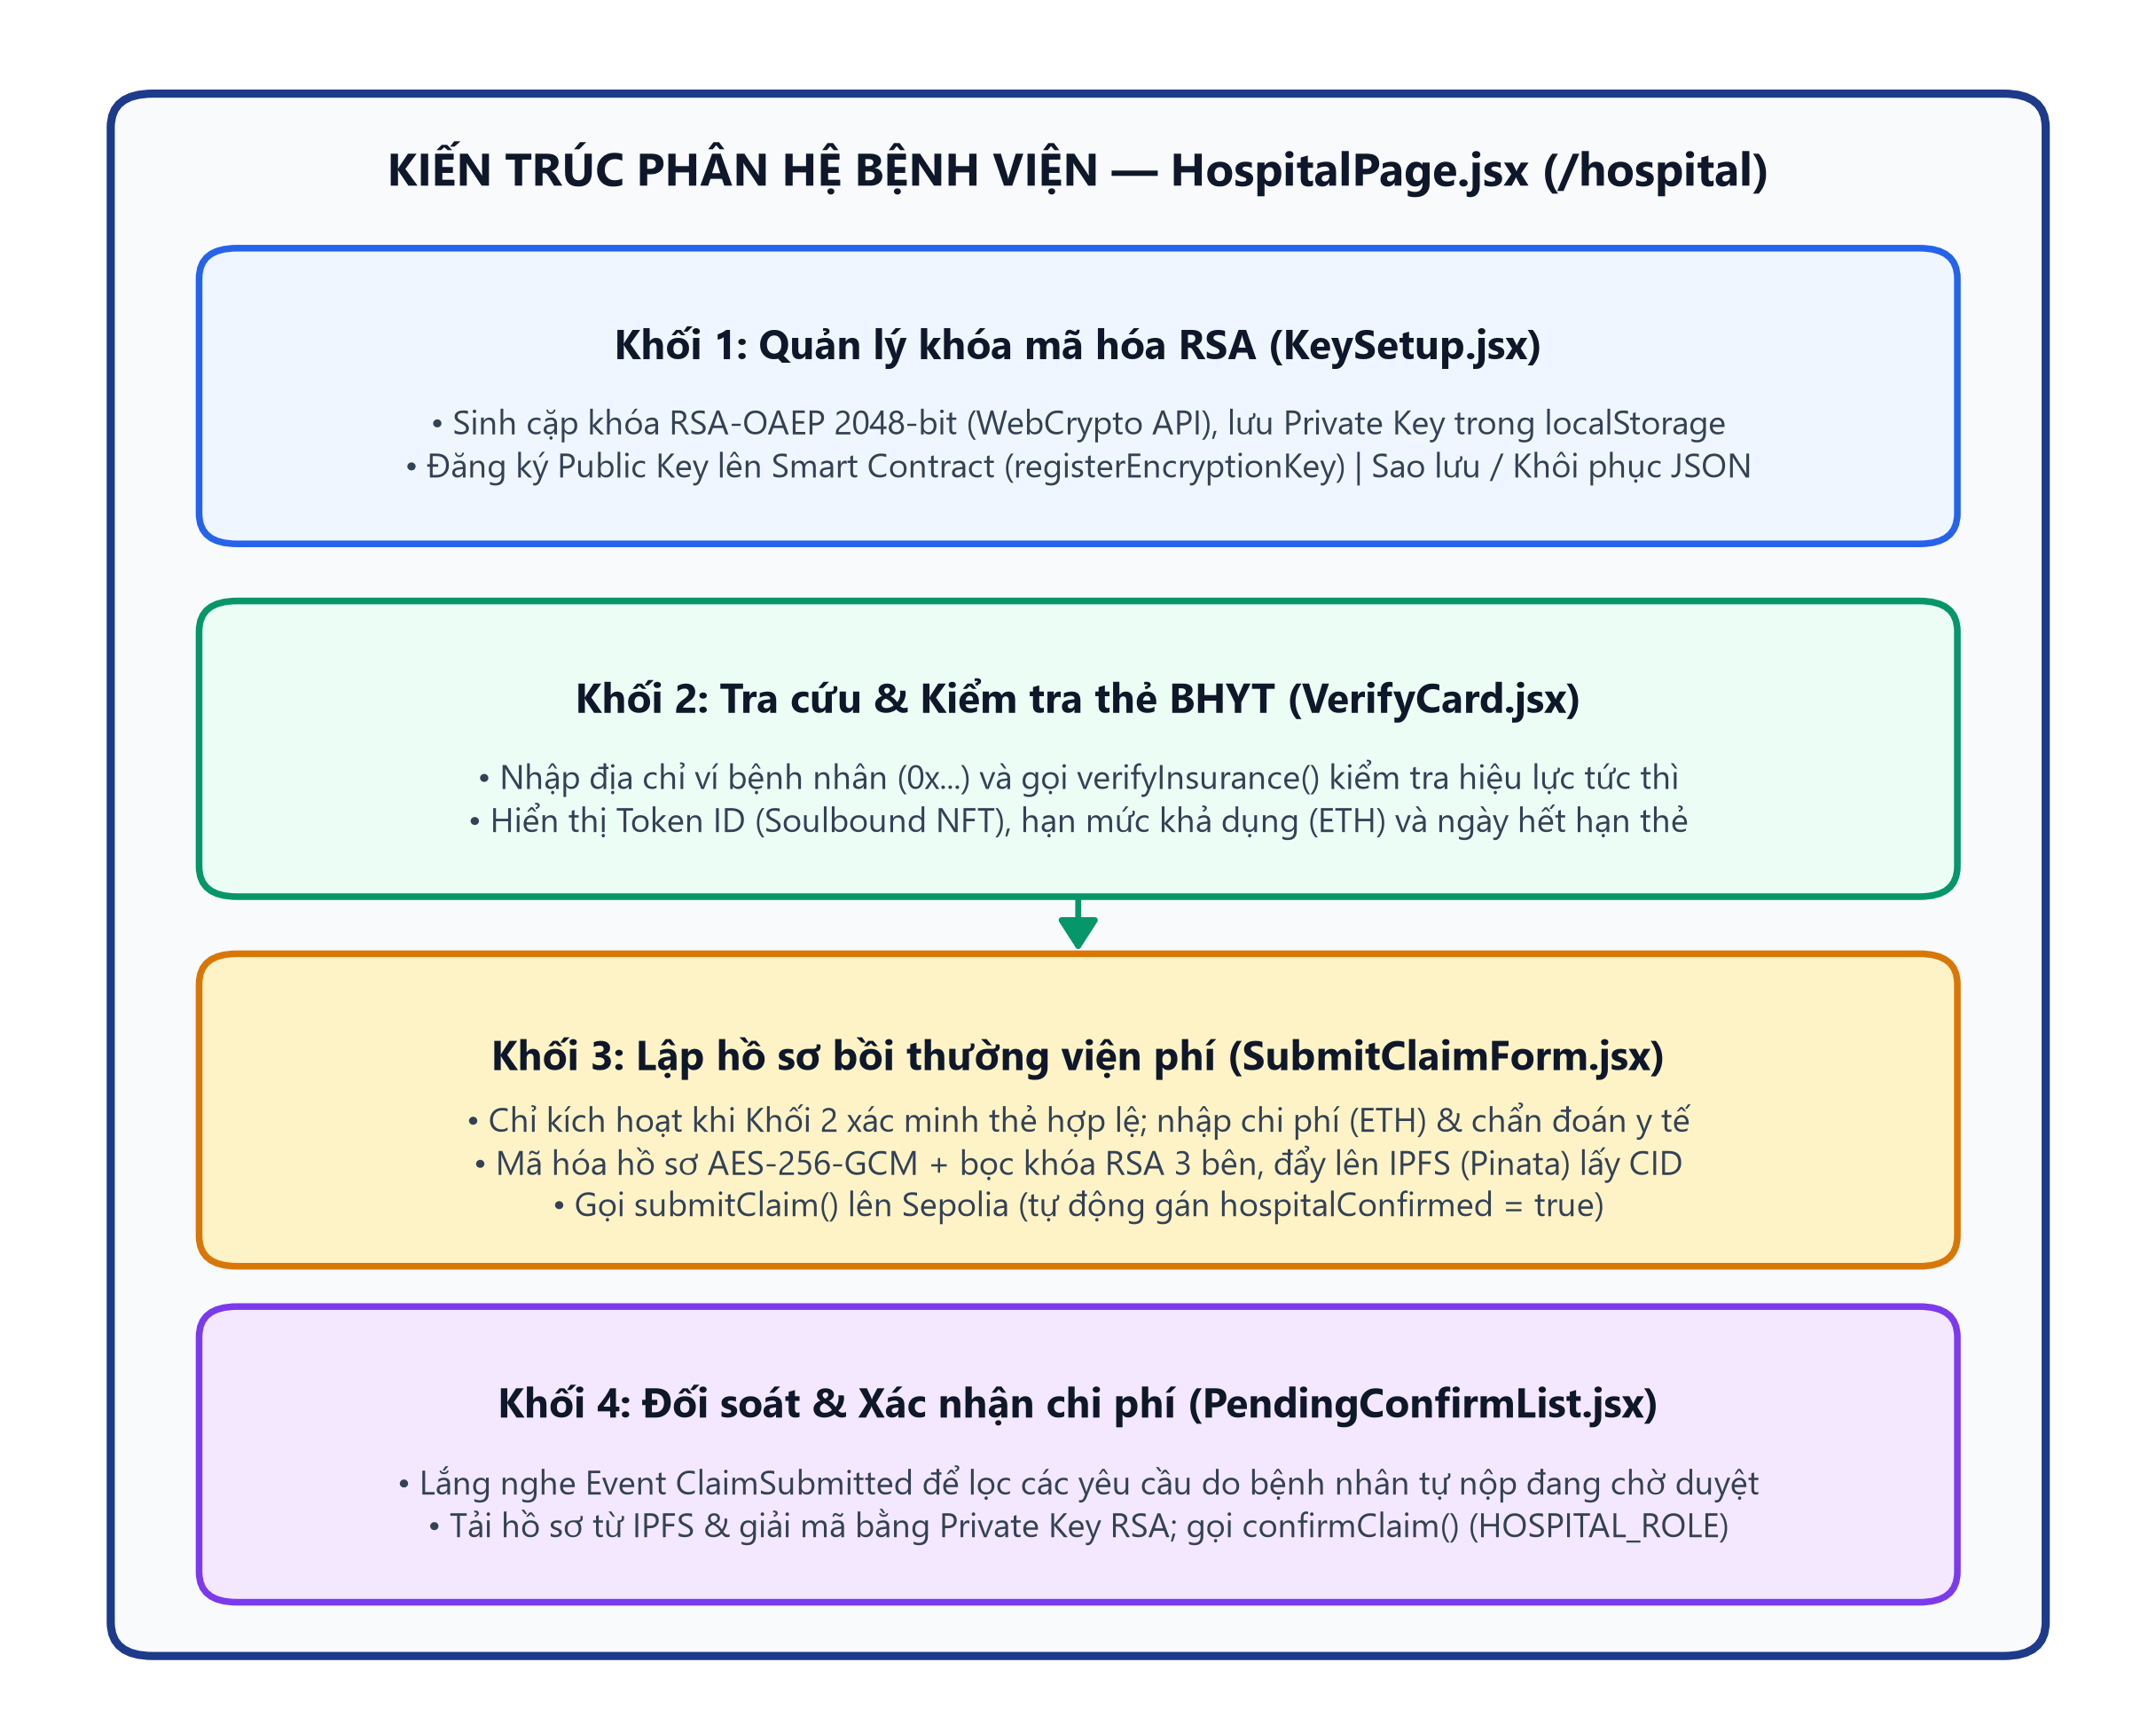 KIẾN TRÚC PHÂN HỆ BỆNH VIỆN — HospitalPage.jsx (/hospital)
Khối 1: Quản lý khóa mã hóa RSA (KeySetup.jsx)
• Sinh cặp khóa RSA-OAEP 2048-bit (WebCrypto API), lưu Private Key trong localStorage
• Đăng ký Public Key lên Smart Contract (registerEncryptionKey) | Sao lưu / Khôi phục JSON
Khối 2: Tra cứu & Kiểm tra thẻ BHYT (VerifyCard.jsx)
• Nhập địa chỉ ví bệnh nhân (0x...) và gọi verifyInsurance() kiểm tra hiệu lực tức thì
• Hiển thị Token ID (Soulbound NFT), hạn mức khả dụng (ETH) và ngày hết hạn thẻ
Khối 3: Lập hồ sơ bồi thường viện phí (SubmitClaimForm.jsx)
• Chỉ kích hoạt khi Khối 2 xác minh thẻ hợp lệ; nhập chi phí (ETH) & chẩn đoán y tế
• Mã hóa hồ sơ AES-256-GCM + bọc khóa RSA 3 bên, đẩy lên IPFS (Pinata) lấy CID
• Gọi submitClaim() lên Sepolia (tự động gán hospitalConfirmed = true)
Khối 4: Đối soát & Xác nhận chi phí (PendingConfirmList.jsx)
• Lắng nghe Event ClaimSubmitted để lọc các yêu cầu do bệnh nhân tự nộp đang chờ duyệt
• Tải hồ sơ từ IPFS & giải mã bằng Private Key RSA; gọi confirmClaim() (HOSPITAL_ROLE)